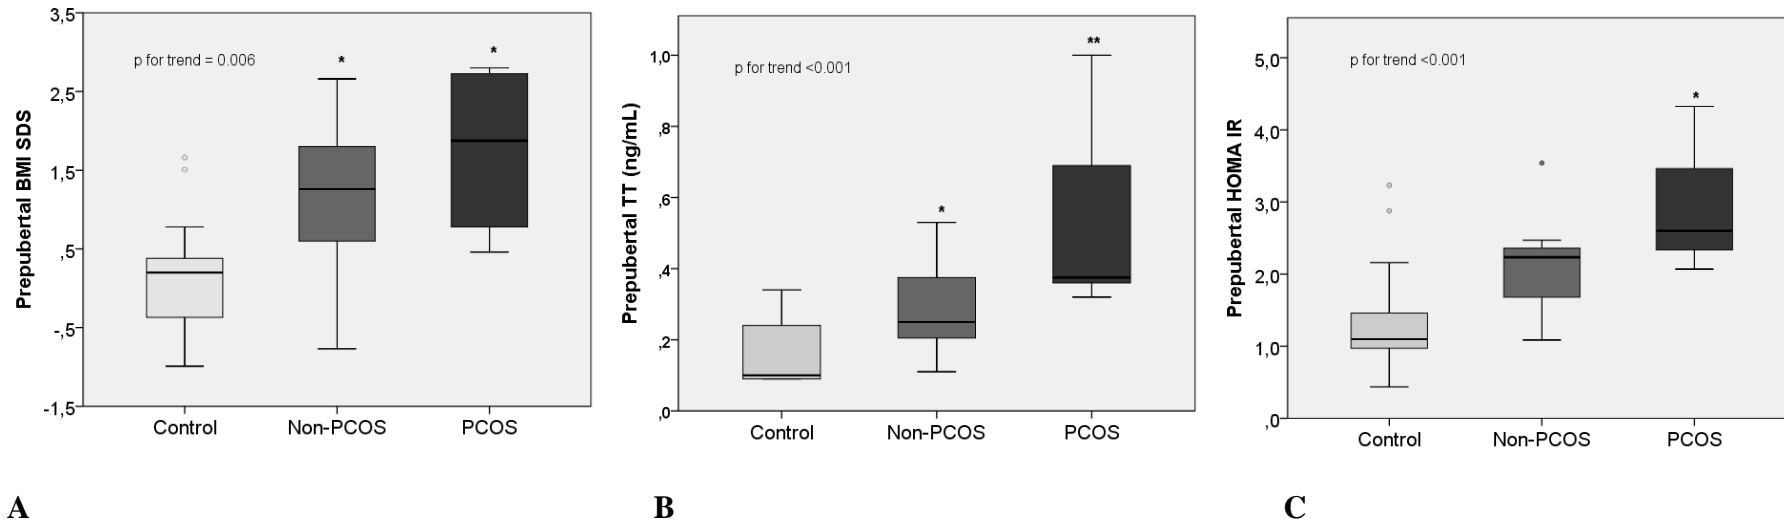 Prepubertal BMI SDS
3,5
2,5
1,5
,5
-,5
-1,5
p for trend = 0.006
*
*
Control
Non-PCOS
PCOS
A
Prepubertal TT (ng/mL)
1,0
,8
,6
,4
,2
,0
p for trend <0.001
*
**
Control
Non-PCOS
PCOS
B
Prepubertal HOMA IR
5,0
4,0
3,0
2,0
1,0
,0
p for trend <0.001
*
Control
Non-PCOS
PCOS
C